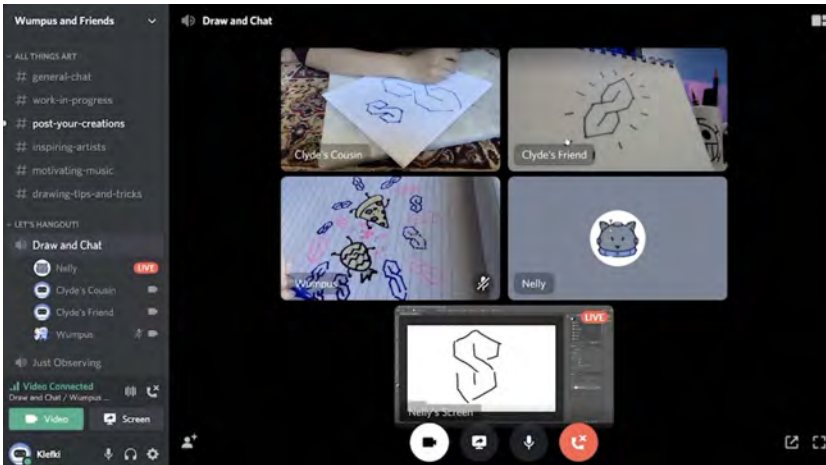 Wumpus and Friends
Draw and Chat
ALL THINGS ART
# general-chat
# work-in-progress
# post-your-creations
# inspiring-artists
# motivating-music
# drawing-tips-and-tricks
LET'S HANGOUT!
Draw and Chat
Nelly LIVE
Clyde's Cousin
Clyde's Friend
Wumpus
Just Observing
Video Connected
Draw and Chat / Wumpus ...
Video
Screen
Klefki
Clyde's Cousin
Clyde's Friend
Wumpus
Nelly
LIVE
Nelly's Screen